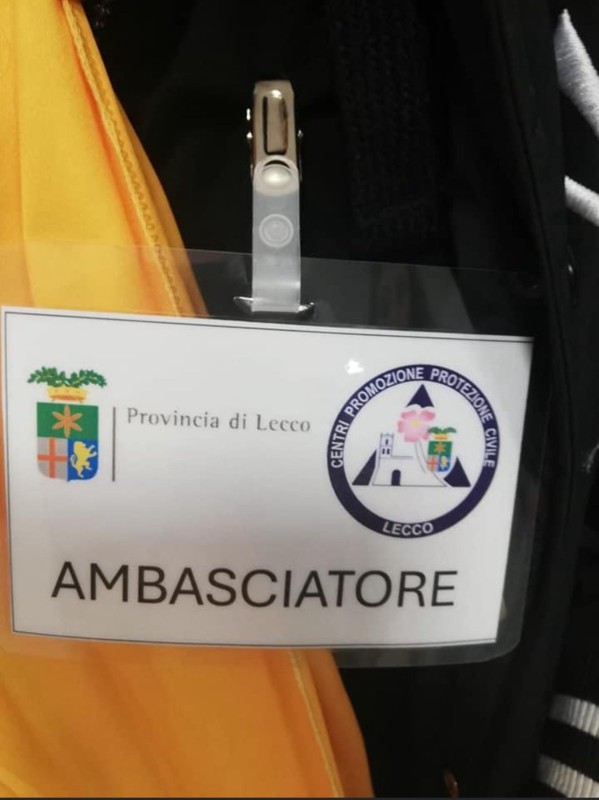 Provincia di Lecco
CENTRI PROMOZIONE PROTEZIONE CIVILE
LECCO
AMBASCIATORE